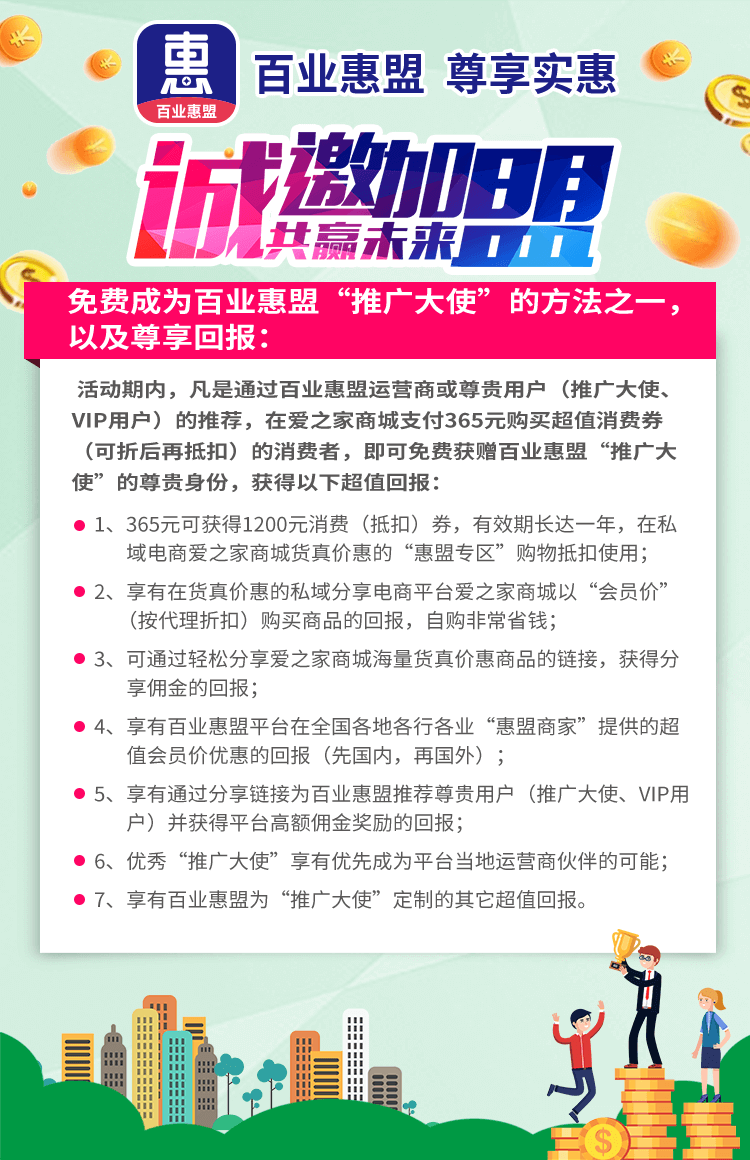 惠
百业惠盟
百业惠盟 尊享实惠
诚邀加盟
共赢未来
免费成为百业惠盟“推广大使”的方法之一，
以及尊享回报：
活动期内，凡是通过百业惠盟运营商或尊贵用户（推广大使、
VIP用户）的推荐，在爱之家商城支付365元购买超值消费券
（可折后再抵扣）的消费者，即可免费获赠百业惠盟“推广大
使”的尊贵身份，获得以下超值回报：
1、365元可获得1200元消费（抵扣）券，有效期长达一年，在私
域电商爱之家商城货真价惠的“惠盟专区”购物抵扣使用；
2、享有在货真价惠的私域分享电商平台爱之家商城以“会员价”
（按代理折扣）购买商品的回报，自购非常省钱；
3、可通过轻松分享爱之家商城海量货真价惠商品的链接，获得分
享佣金的回报；
4、享有百业惠盟平台在全国各地各行各业“惠盟商家”提供的超
值会员价优惠的回报（先国内，再国外）；
5、享有通过分享链接为百业惠盟推荐尊贵用户（推广大使、VIP用
户）并获得平台高额佣金奖励的回报；
6、优秀“推广大使”享有优先成为平台当地运营商伙伴的可能；
7、享有百业惠盟为“推广大使”定制的其它超值回报。